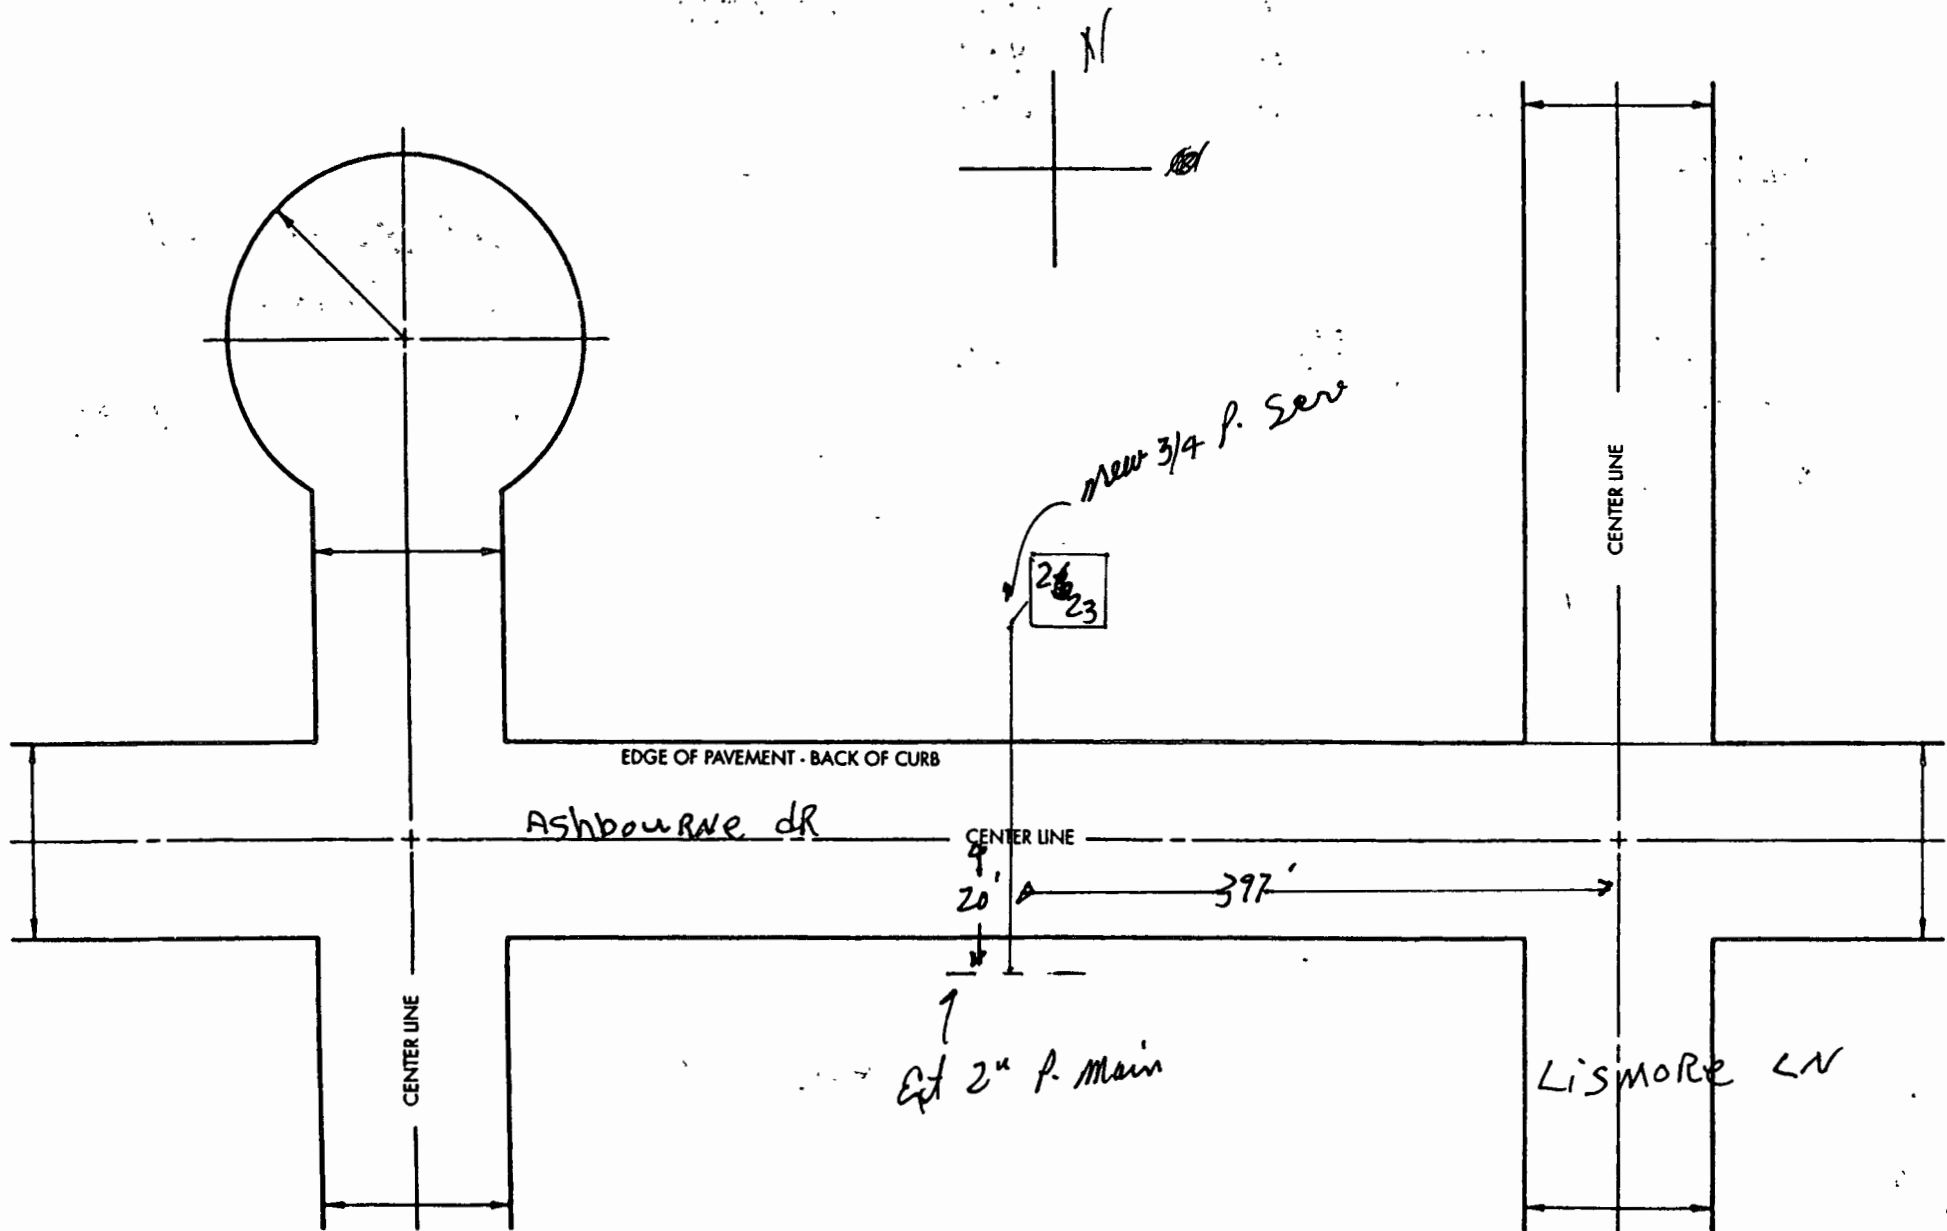 N
new 3/4 P. Serv
CENTER LINE
23
EDGE OF PAVEMENT - BACK OF CURB
AshbouRNe dR
CENTER LINE
20'
397'
CENTER LINE
2" P. Main
LiSMORe LN